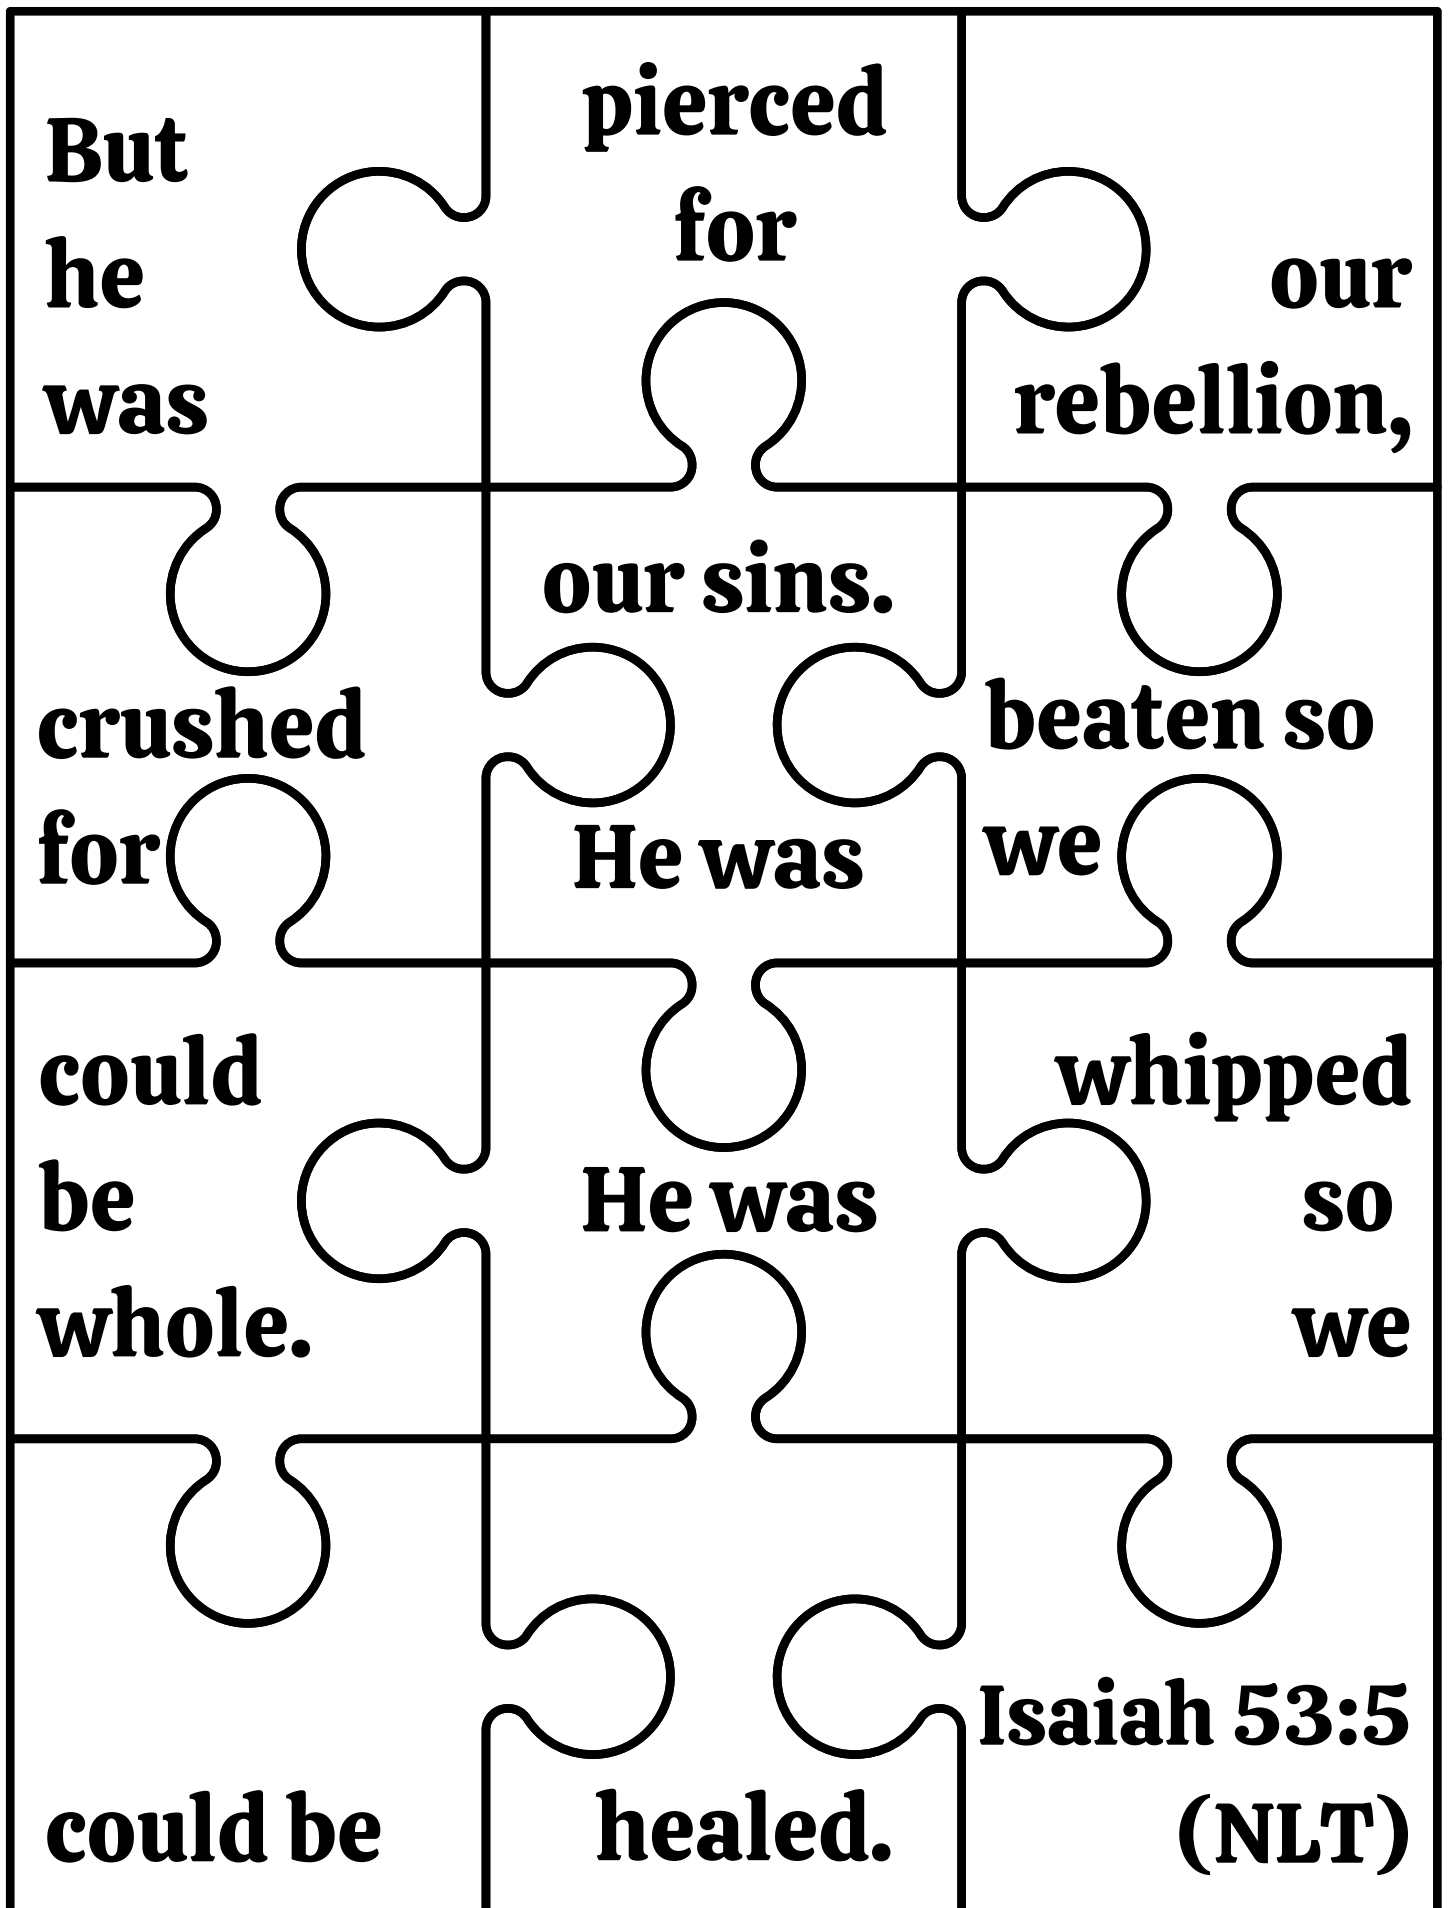 But
he
was
pierced
for
our
rebellion,
crushed
for
our sins.
He was
beaten so
we
could
be
whole.
He was
whipped
so
we
could be
healed.
Isaiah 53:5
(NLT)